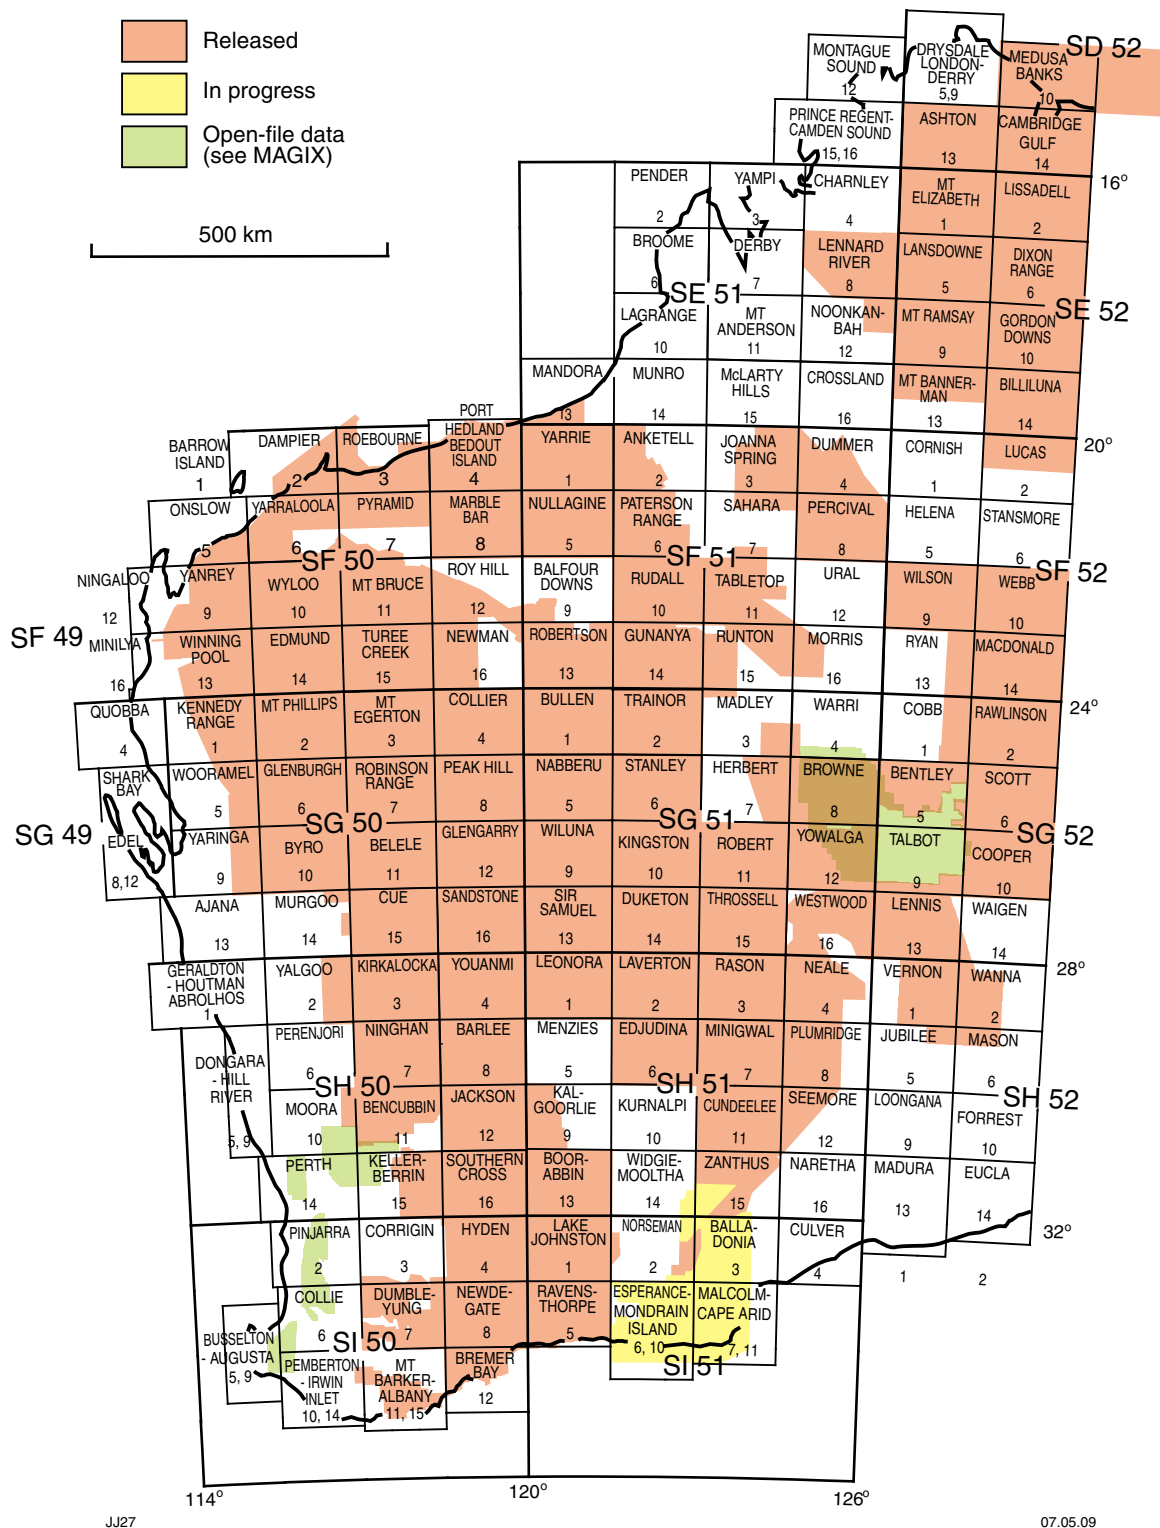 Released
In progress
Open-file data
(see MAGIX)
500 km
SD 52
MONTAGUE
SOUND
12
DRYSDALE
LONDON-
DERRY
5,9
MEDUSA
BANKS
10
PRINCE REGENT-
CAMDEN SOUND
15, 16
ASHTON
13
CAMBRIDGE
GULF
14
16°
PENDER
2
YAMPI
3
CHARNLEY
4
MT
ELIZABETH
1
LISSADELL
2
BROOME
6
DERBY
7
LENNARD
RIVER
8
LANSDOWNE
5
DIXON
RANGE
6
SE 51
SE 52
LAGRANGE
10
MT
ANDERSON
11
NOONKAN-
BAH
12
MT RAMSAY
9
GORDON
DOWNS
10
MANDORA
13
MUNRO
14
McLARTY
HILLS
15
CROSSLAND
16
MT BANNER-
MAN
13
BILLILUNA
14
20°
BARROW
ISLAND
1
DAMPIER
2
ROEBOURNE
3
PORT
HEDLAND
BEDOUT
ISLAND
4
YARRIE
1
ANKETELL
2
JOANNA
SPRING
3
DUMMER
4
CORNISH
1
LUCAS
2
ONSLOW
5
YARRALOOLA
6
PYRAMID
7
MARBLE
BAR
8
NULLAGINE
5
PATERSON
RANGE
6
SAHARA
7
PERCIVAL
8
HELENA
5
STANSMORE
6
SF 50
SF 51
SF 52
NINGALOO
12
YANREY
9
WYLOO
10
MT BRUCE
11
ROY HILL
12
BALFOUR
DOWNS
9
RUDALL
10
TABLETOP
11
URAL
12
WILSON
9
WEBB
10
SF 49
MINILYA
16
WINNING
POOL
13
EDMUND
14
TUREE
CREEK
15
NEWMAN
16
ROBERTSON
13
GUNANYA
14
RUNTON
15
MORRIS
16
RYAN
13
MACDONALD
14
24°
QUOBBA
4
KENNEDY
RANGE
1
MT PHILLIPS
2
MT
EGERTON
3
COLLIER
4
BULLEN
1
TRAINOR
2
MADLEY
3
WARRI
4
COBB
1
RAWLINSON
2
SHARK
BAY
WOORAMEL
5
GLENBURGH
6
ROBINSON
RANGE
7
PEAK HILL
8
NABBERU
5
STANLEY
6
HERBERT
7
BROWNE
8
BENTLEY
5
SCOTT
6
SG 49
SG 50
SG 51
SG 52
EDEL
8,12
YARINGA
9
BYRO
10
BELELE
11
GLENGARRY
12
WILUNA
9
KINGSTON
10
ROBERT
11
YOWALGA
12
TALBOT
9
COOPER
10
AJANA
13
MURGOO
14
CUE
15
SANDSTONE
16
SIR
SAMUEL
13
DUKETON
14
THROSSELL
15
WESTWOOD
16
LENNIS
13
WAIGEN
14
28°
GERALDTON
- HOUTMAN
ABROLHOS
1
YALGOO
2
KIRKALOCKA
3
YOUANMI
4
LEONORA
1
LAVERTON
2
RASON
3
NEALE
4
VERNON
1
WANNA
2
DONGARA
- HILL
RIVER
5, 9
PERENJORI
6
NINGHAN
7
BARLEE
8
MENZIES
5
EDJUDINA
6
MINIGWAL
7
PLUMRIDGE
8
JUBILEE
5
MASON
6
SH 50
SH 51
SH 52
MOORA
10
BENCUBBIN
11
JACKSON
12
KAL-
GOORLIE
9
KURNALPI
10
CUNDEELEE
11
SEEMORE
12
LOONGANA
9
FORREST
10
PERTH
14
KELLER-
BERRIN
15
SOUTHERN
CROSS
16
BOOR-
ABBIN
13
WIDGIE-
MOOLTHA
14
ZANTHUS
15
NARETHA
16
MADURA
13
EUCLA
14
32°
PINJARRA
2
CORRIGIN
3
HYDEN
4
LAKE
JOHNSTON
1
NORSEMAN
2
BALLA-
DONIA
3
CULVER
4
1
2
BUSSELTON
- AUGUSTA
5, 9
COLLIE
6
DUMBLE-
YUNG
7
NEWDE-
GATE
8
RAVENS-
THORPE
5
ESPERANCE-
MONDRAIN
ISLAND
6, 10
MALCOLM-
CAPE ARID
7, 11
SI 50
SI 51
PEMBERTON
- IRWIN
INLET
10, 14
MT
BARKER-
ALBANY
11, 15
BREMER
BAY
12
114°
120°
126°
JJ27
07.05.09